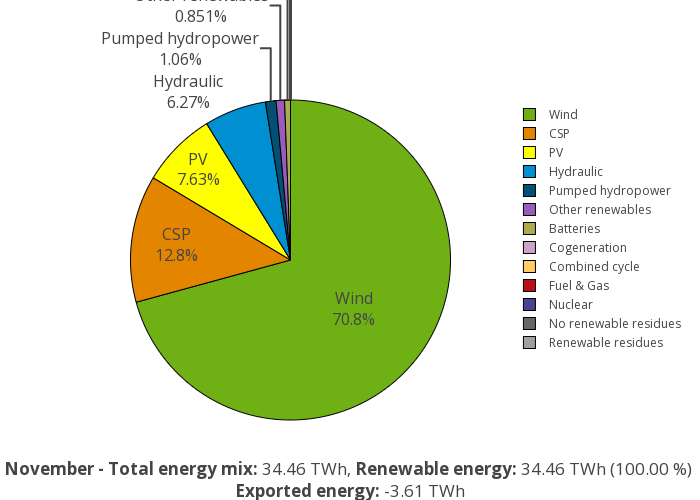 0.851%
Pumped hydropower
1.06%
Hydraulic
6.27%
PV
7.63%
CSP
12.8%
Wind
70.8%
Wind
CSP
PV
Hydraulic
Pumped hydropower
Other renewables
Batteries
Cogeneration
Combined cycle
Fuel & Gas
Nuclear
No renewable residues
Renewable residues
November - Total energy mix: 34.46 TWh, Renewable energy: 34.46 TWh (100.00 %)
Exported energy: -3.61 TWh